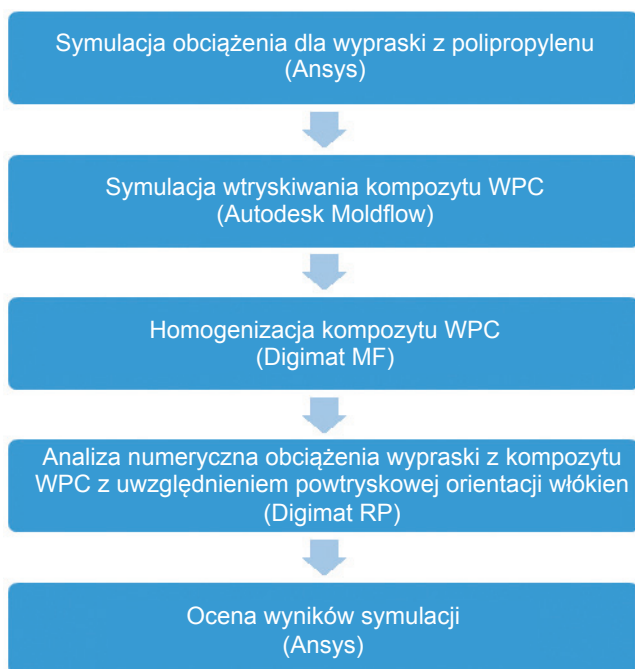 Symulacja obciążenia dla wypraski z polipropylenu
(Ansys)
Symulacja wtryskiwania kompozytu WPC
(Autodesk Moldflow)
Homogenizacja kompozytu WPC
(Digimat MF)
Analiza numeryczna obciążenia wypraski z kompozytu
WPC z uwzględnieniem powtryskowej orientacji włókien
(Digimat RP)
Ocena wyników symulacji
(Ansys)